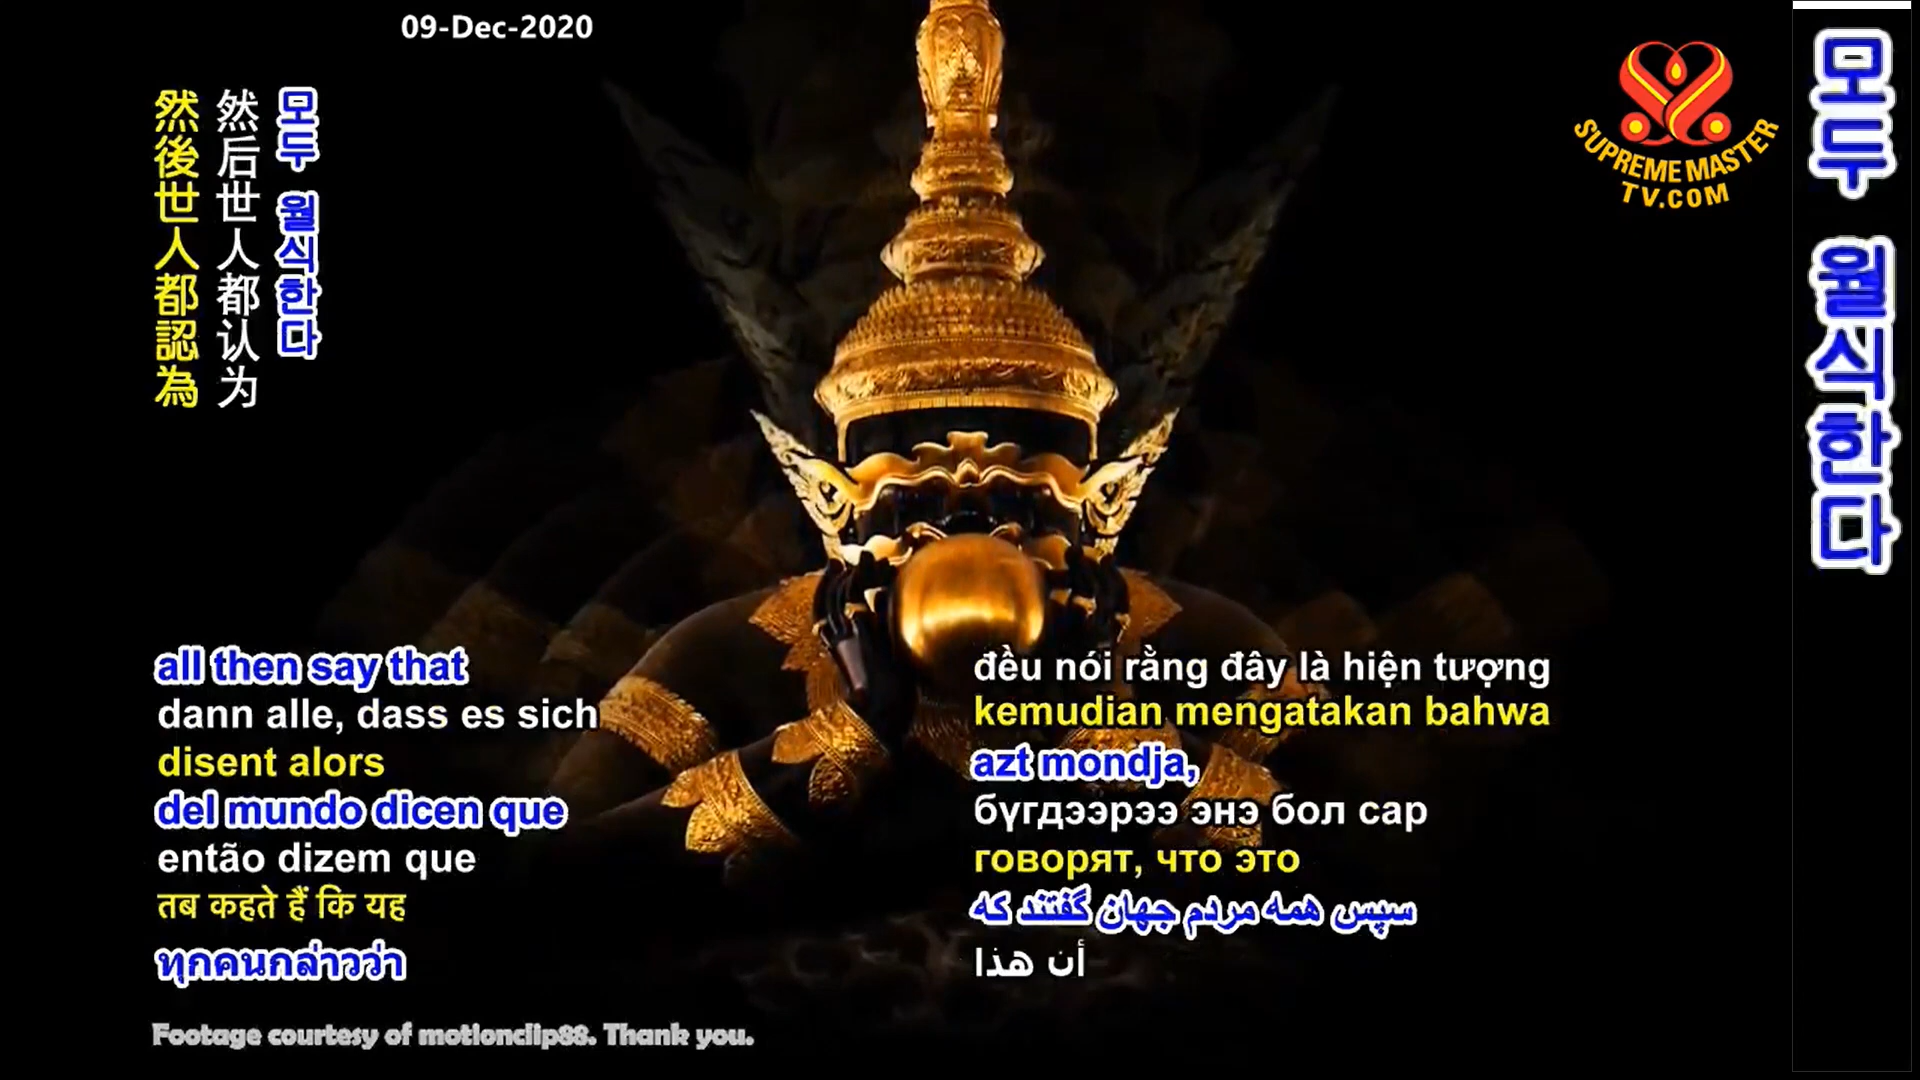 09-Dec-2020
然後世人都認為
然后世人都认为
모두 월식한다
SUPREME MASTER
TV.COM
모두 월식한다
all then say that
dann alle, dass es sich
disent alors
del mundo dicen que
então dizem que
तब कहते हैं कि यह
ทุกคนกล่าวว่า
đều nói rằng đây là hiện tượng
kemudian mengatakan bahwa
azt mondja,
бүгдээрээ энэ бол сар
говорят, что это
سپس همه مردم جهان گفتند که
أن هذا
Footage courtesy of motionclip88. Thank you.